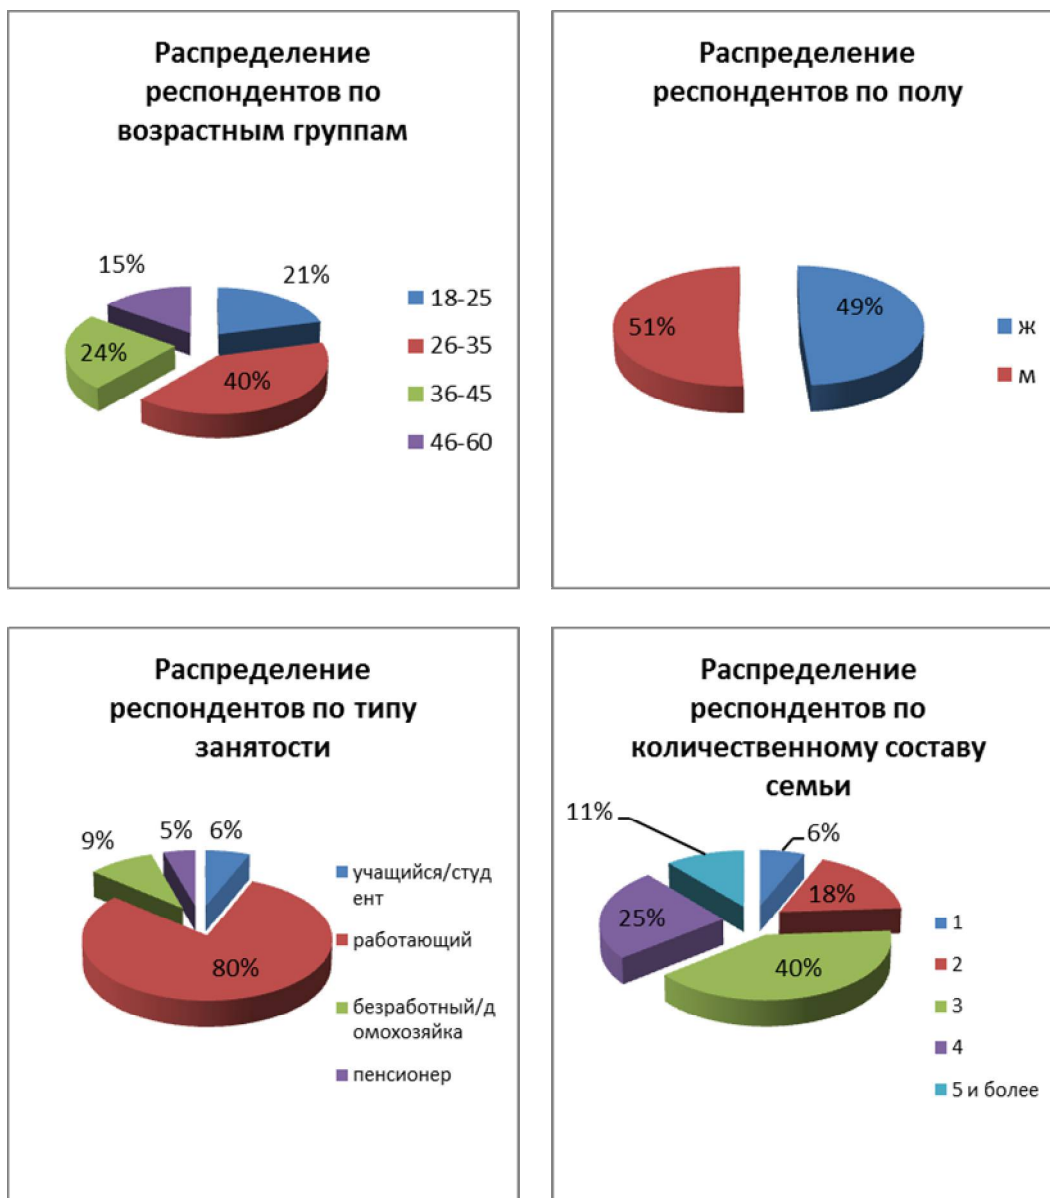 Распределение
респондентов по
возрастным группам
15%
21%
24%
40%
18-25
26-35
36-45
46-60
Распределение
респондентов по полу
51%
49%
ж
м
Распределение
респондентов по типу
занятости
9%
5%
6%
80%
учащийся/студ
ент
работающий
безработный/д
омохозяйка
пенсионер
Распределение
респондентов по
количественному составу
семьи
11%
6%
18%
25%
40%
1
2
3
4
5 и более